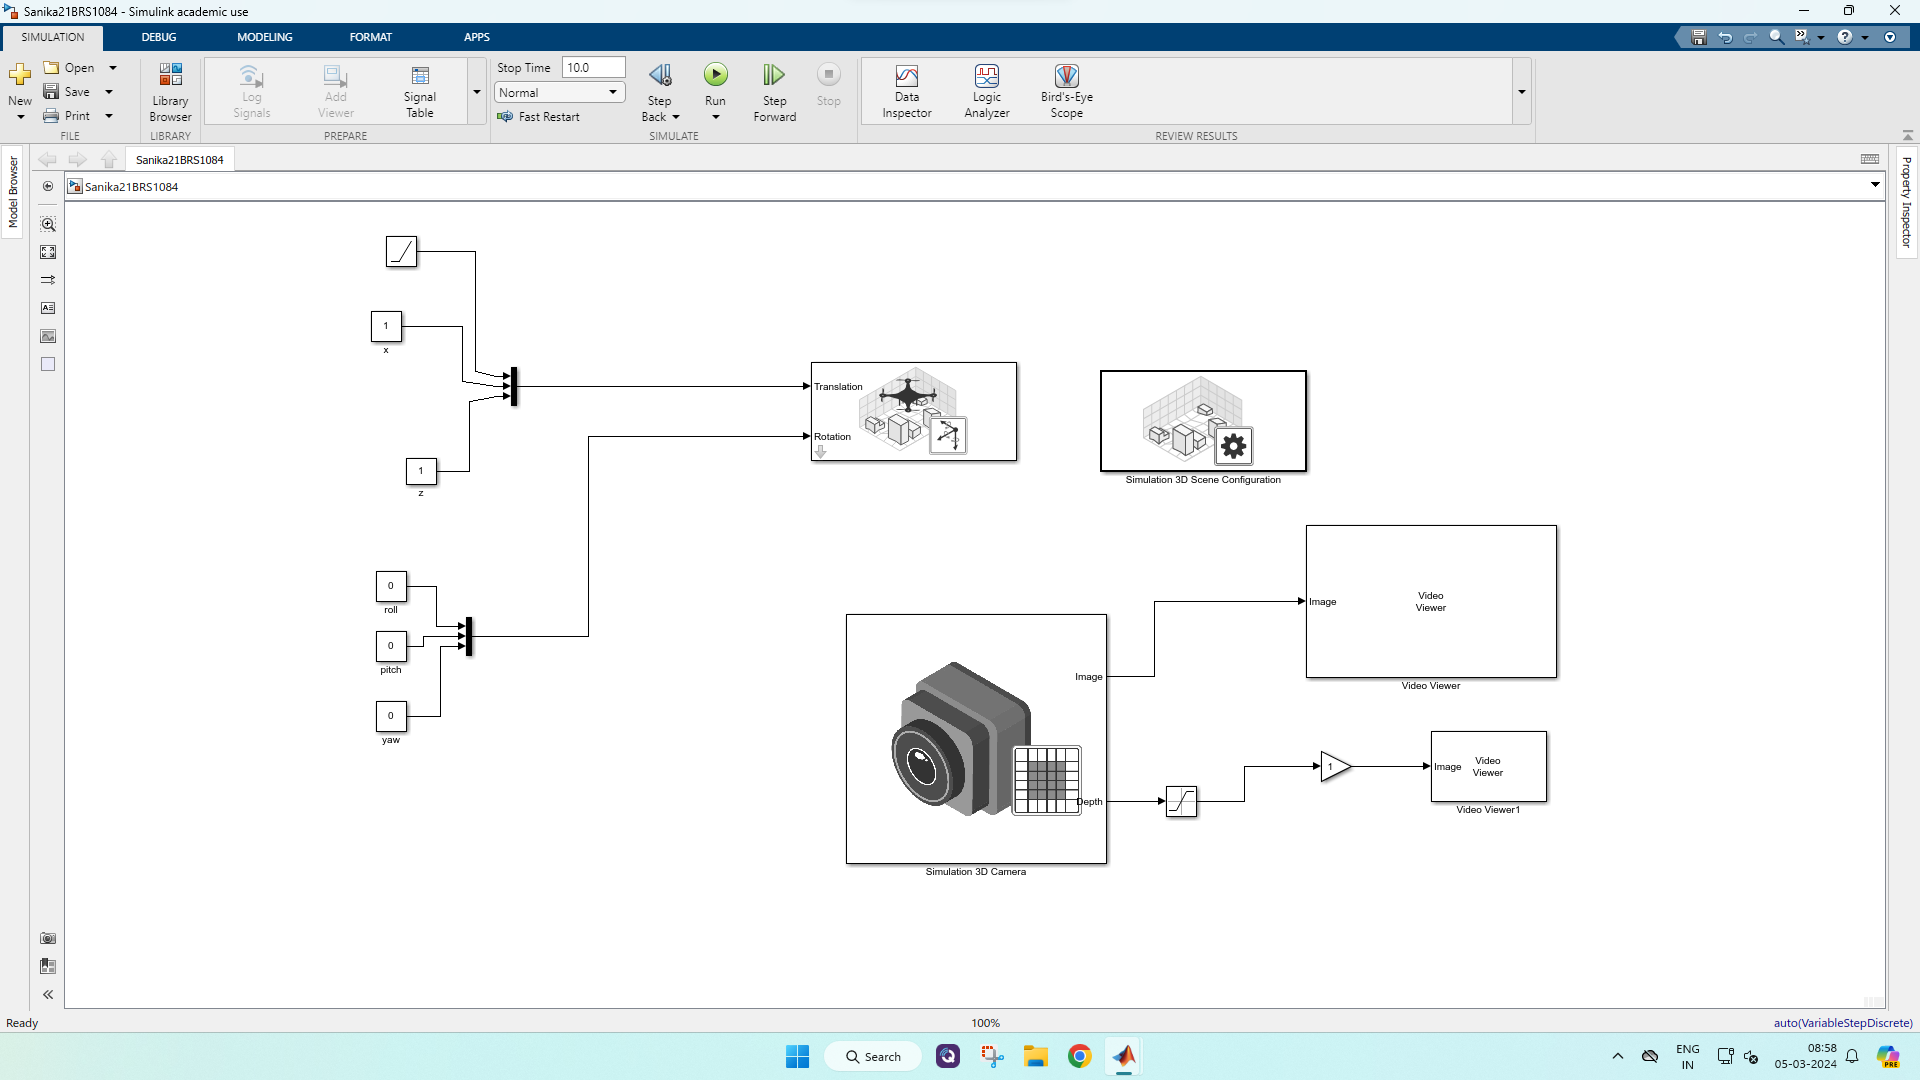 Sanika21BRS1084 - Simulink academic use
SIMULATION
DEBUG
MODELING
FORMAT
APPS
New
Open
Save
Print
FILE
Library
Browser
LIBRARY
Log
Signals
Add
Viewer
Signal
Table
PREPARE
Stop Time
10.0
Normal
Fast Restart
Step
Back
Run
Step
Forward
Stop
SIMULATE
Data
Inspector
Logic
Analyzer
Bird's-Eye
Scope
REVIEW RESULTS
Model Browser
Sanika21BRS1084
Sanika21BRS1084
Property Inspector
1
x
1
z
Translation
Rotation
Simulation 3D Scene Configuration
0
roll
0
pitch
0
yaw
Image
Depth
Simulation 3D Camera
Image
Video
Viewer
Video Viewer
1
Image
Video
Viewer
Video Viewer1
Ready
100%
auto(VariableStepDiscrete)
Search
ENG
IN
08:58
05-03-2024
PRE